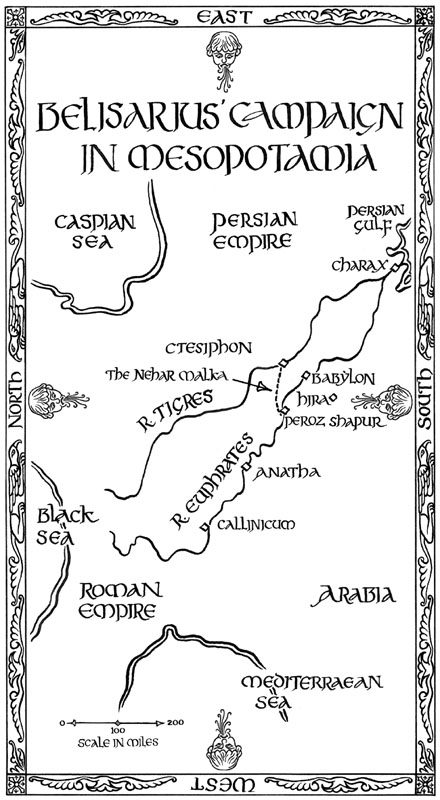 EAST
BELISARIUS' CAMPAIGN
IN MESOPOTAMIA
CASPIAN
SEA
PERSIAN
EMPIRE
PERSIAN
GULF
CHARAX
CTESIPHON
THE NEHAR MALKA
BABYLON
HIRA
PEROZ SHAPUR
R. TIGRES
NORTH
SOUTH
R. EUPHRATES
ANATHA
CALLINICUM
BLACK
SEA
ROMAN
EMPIRE
ARABIA
MEDITERRAEAN
SEA
0 200
100
SCALE IN MILES
WEST